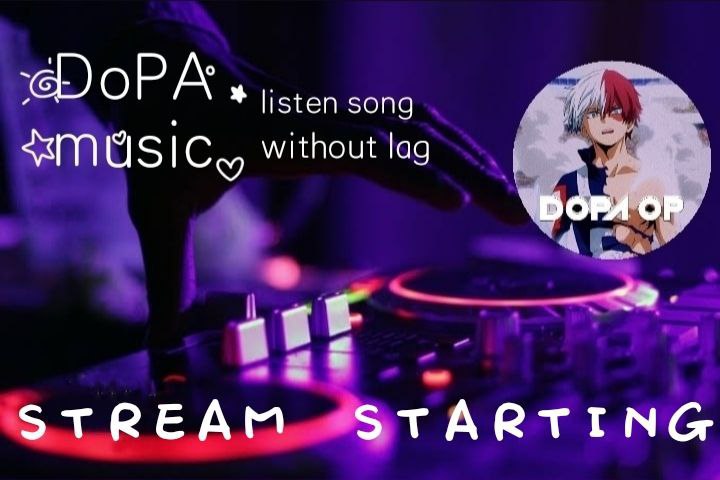 DoPA
music
listen song
without lag
DOPA OP
STREAM STARTING